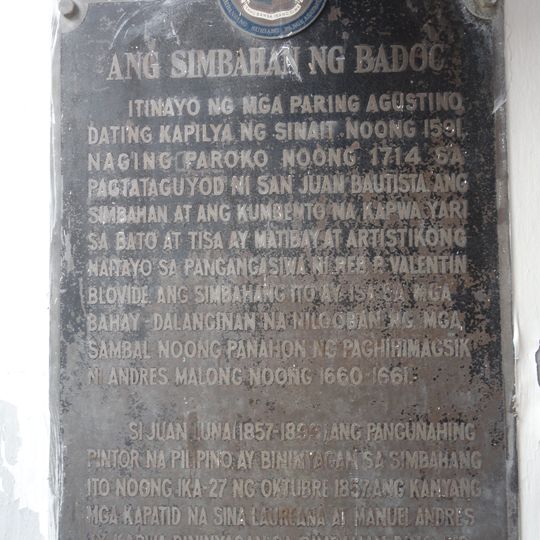 ANG SIMBAHAN NG BADOC
ITINAYO NG MGA PARING AGUSTINO,
DATING KAPILYA NG SINAIT NOONG 1591,
NAGING PAROKO NOONG 1714 SA
PAGTATAGUYOD NI SAN JUAN BAUTISTA. ANG
SIMBAHAN AT ANG KUMBENTO NA KAPWA YARI
SA BATO AT TISA AY MATIBAY AT ARTISTIKONG
NAITAYO SA PANGANGASIWA NI VALENTIN
BLOVIDE. ANG SIMBAHANG ITO AY ISA SA MGA
BAHAY DALANGINAN NA NILOOBAN NG MGA
SAMBAL NOONG PANAHON NG PAGHIHIMAGSIK
NI ANDRES MALONG NOONG 1660-1661.
SI JUAN LUNA (1857-1899) ANG PANGUNAHING
PINTOR NA PILIPINO AY BININYAGAN SA SIMBAHANG
ITO NOONG IKA-27 NG OKTUBRE 1857. ANG KANYANG
MGA KAPATID NA SINA LAUREANA AT MANUEL ANDRES